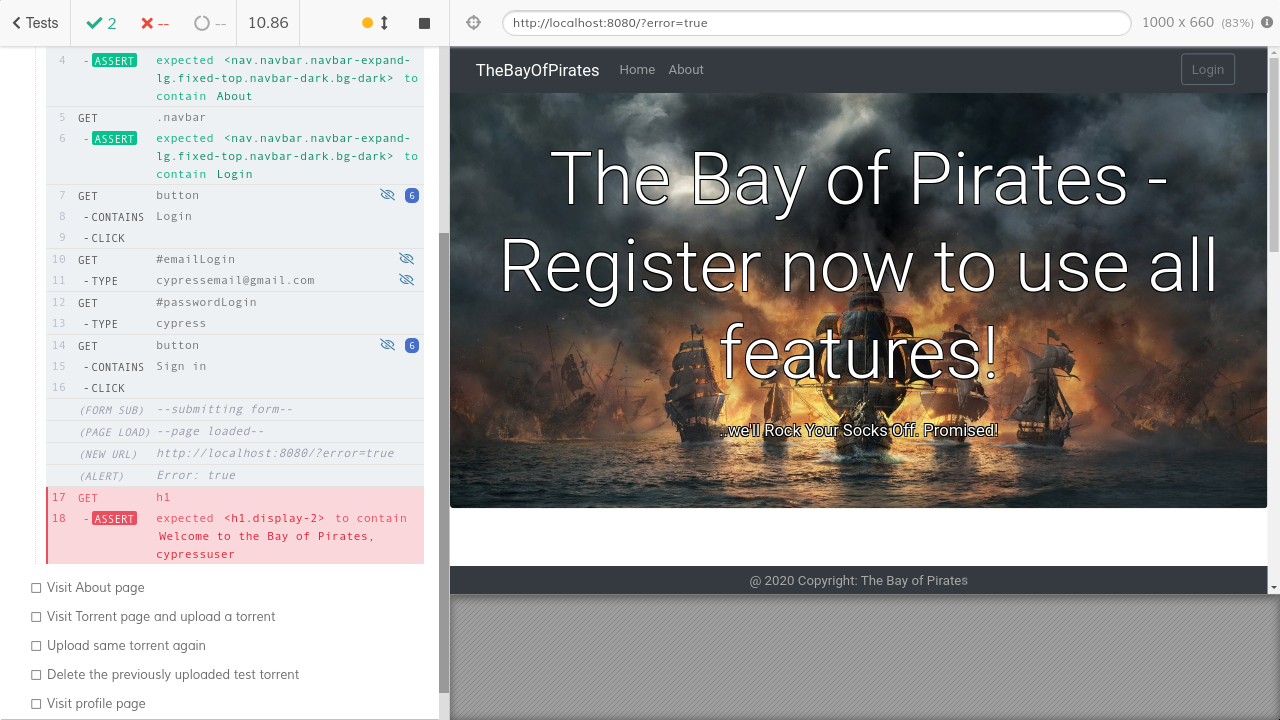 Tests
2
--
--
10.86
http://localhost:8080/?error=true
1000 x 660 (83%)
4 -ASSERT expected <nav.navbar.navbar-expand-
lg.fixed-top.navbar-dark.bg-dark> to
contain About
5 GET .navbar
6 -ASSERT expected <nav.navbar.navbar-expand-
lg.fixed-top.navbar-dark.bg-dark> to
contain Login
7 GET button 6
8 -CONTAINS Login
9 -CLICK
10 GET #emailLogin
11 -TYPE cypressemail@gmail.com
12 GET #passwordLogin
13 -TYPE cypress
14 GET button 6
15 -CONTAINS Sign in
16 -CLICK
(FORM SUB) --submitting form--
(PAGE LOAD) --page loaded--
(NEW URL) http://localhost:8080/?error=true
(ALERT) Error: true
17 GET h1
18 -ASSERT expected <h1.display-2> to contain
Welcome to the Bay of Pirates,
cypressuser
Visit About page
Visit Torrent page and upload a torrent
Upload same torrent again
Delete the previously uploaded test torrent
Visit profile page
TheBayOfPirates Home About Login
The Bay of Pirates -
Register now to use all
features!
..we'll Rock Your Socks Off. Promised!
@ 2020 Copyright: The Bay of Pirates